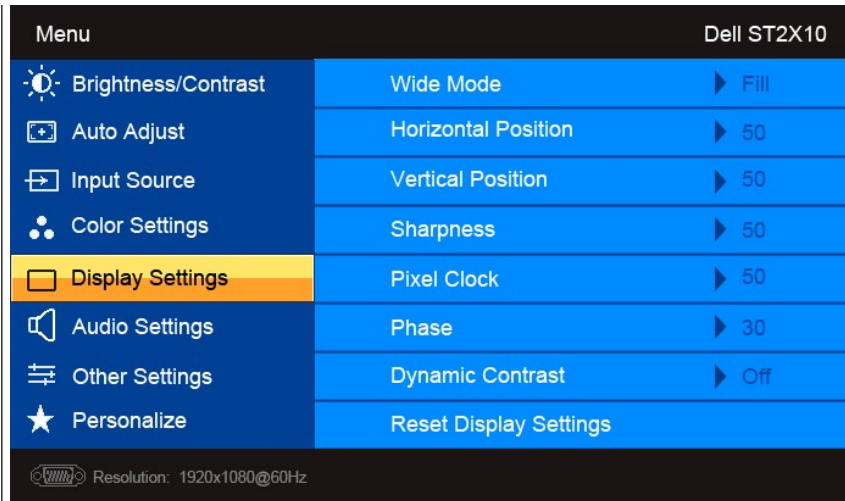 Menu Dell ST2X10
Brightness/Contrast Wide Mode Fill
Auto Adjust Horizontal Position 50
Input Source Vertical Position 50
Color Settings Sharpness 50
Display Settings Pixel Clock 50
Audio Settings Phase 30
Other Settings Dynamic Contrast Off
Personalize Reset Display Settings
Resolution: 1920x1080@60Hz